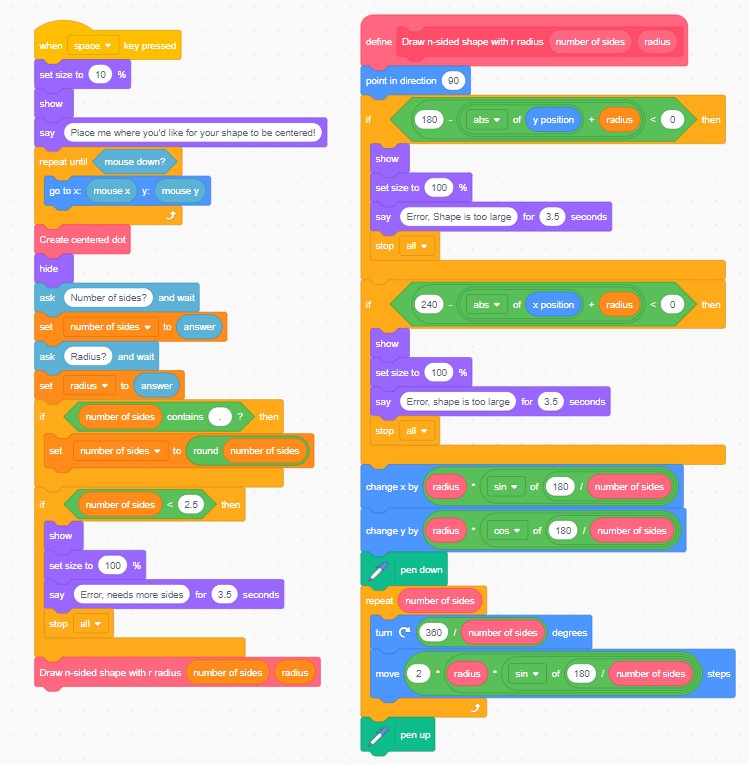 when space key pressed
set size to 10 %
show
say Place me where you'd like for your shape to be centered!
repeat until mouse down?
go to x: mouse x y: mouse y
Create centered dot
hide
ask Number of sides? and wait
set number of sides to answer
ask Radius? and wait
set radius to answer
if number of sides contains . ? then
set number of sides to round number of sides
if number of sides < 2.5 then
show
set size to 100 %
say Error, needs more sides for 3.5 seconds
stop all
Draw n-sided shape with r radius number of sides radius
define Draw n-sided shape with r radius number of sides radius
point in direction 90
if 180 - abs of y position + radius < 0 then
show
set size to 100 %
say Error, Shape is too large for 3.5 seconds
stop all
if 240 - abs of x position + radius < 0 then
show
set size to 100 %
say Error, shape is too large for 3.5 seconds
stop all
change x by radius * sin of 180 / number of sides
change y by radius * cos of 180 / number of sides
pen down
repeat number of sides
turn 360 / number of sides degrees
move 2 * radius * sin of 180 / number of sides steps
pen up